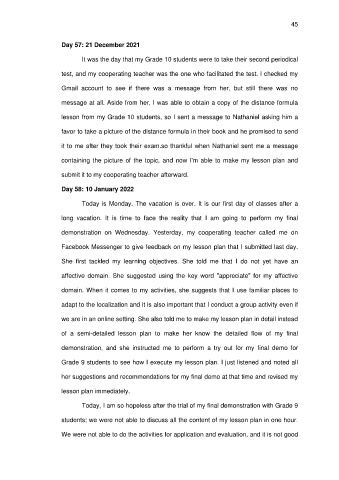 45
Day 57: 21 December 2021
It was the day that my Grade 10 students were to take their second periodical
test, and my cooperating teacher was the one who facilitated the test. I checked my
Gmail account to see if there was a message from her, but still there was no
message at all. Aside from her, I was able to obtain a copy of the distance formula
lesson from my Grade 10 students, so I sent a message to Nathaniel asking him a
favor to take a picture of the distance formula in their book and he promised to send
it to me after they took their exam.so thankful when Nathaniel sent me a message
containing the picture of the topic, and now I'm able to make my lesson plan and
submit it to my cooperating teacher afterward.
Day 58: 10 January 2022
Today is Monday. The vacation is over. It is our first day of classes after a
long vacation. It is time to face the reality that I am going to perform my final
demonstration on Wednesday. Yesterday, my cooperating teacher called me on
Facebook Messenger to give feedback on my lesson plan that I submitted last day.
She first tackled my learning objectives. She told me that I do not yet have an
affective domain. She suggested using the key word "appreciate" for my affective
domain. When it comes to my activities, she suggests that I use familiar places to
adapt to the localization and it is also important that I conduct a group activity even if
we are in an online setting. She also told me to make my lesson plan in detail instead
of a semi-detailed lesson plan to make her know the detailed flow of my final
demonstration, and she instructed me to perform a try out for my final demo for
Grade 9 students to see how I execute my lesson plan. I just listened and noted all
her suggestions and recommendations for my final demo at that time and revised my
lesson plan immediately.
Today, I am so hopeless after the trial of my final demonstration with Grade 9
students; we were not able to discuss all the content of my lesson plan in one hour.
We were not able to do the activities for application and evaluation, and it is not good